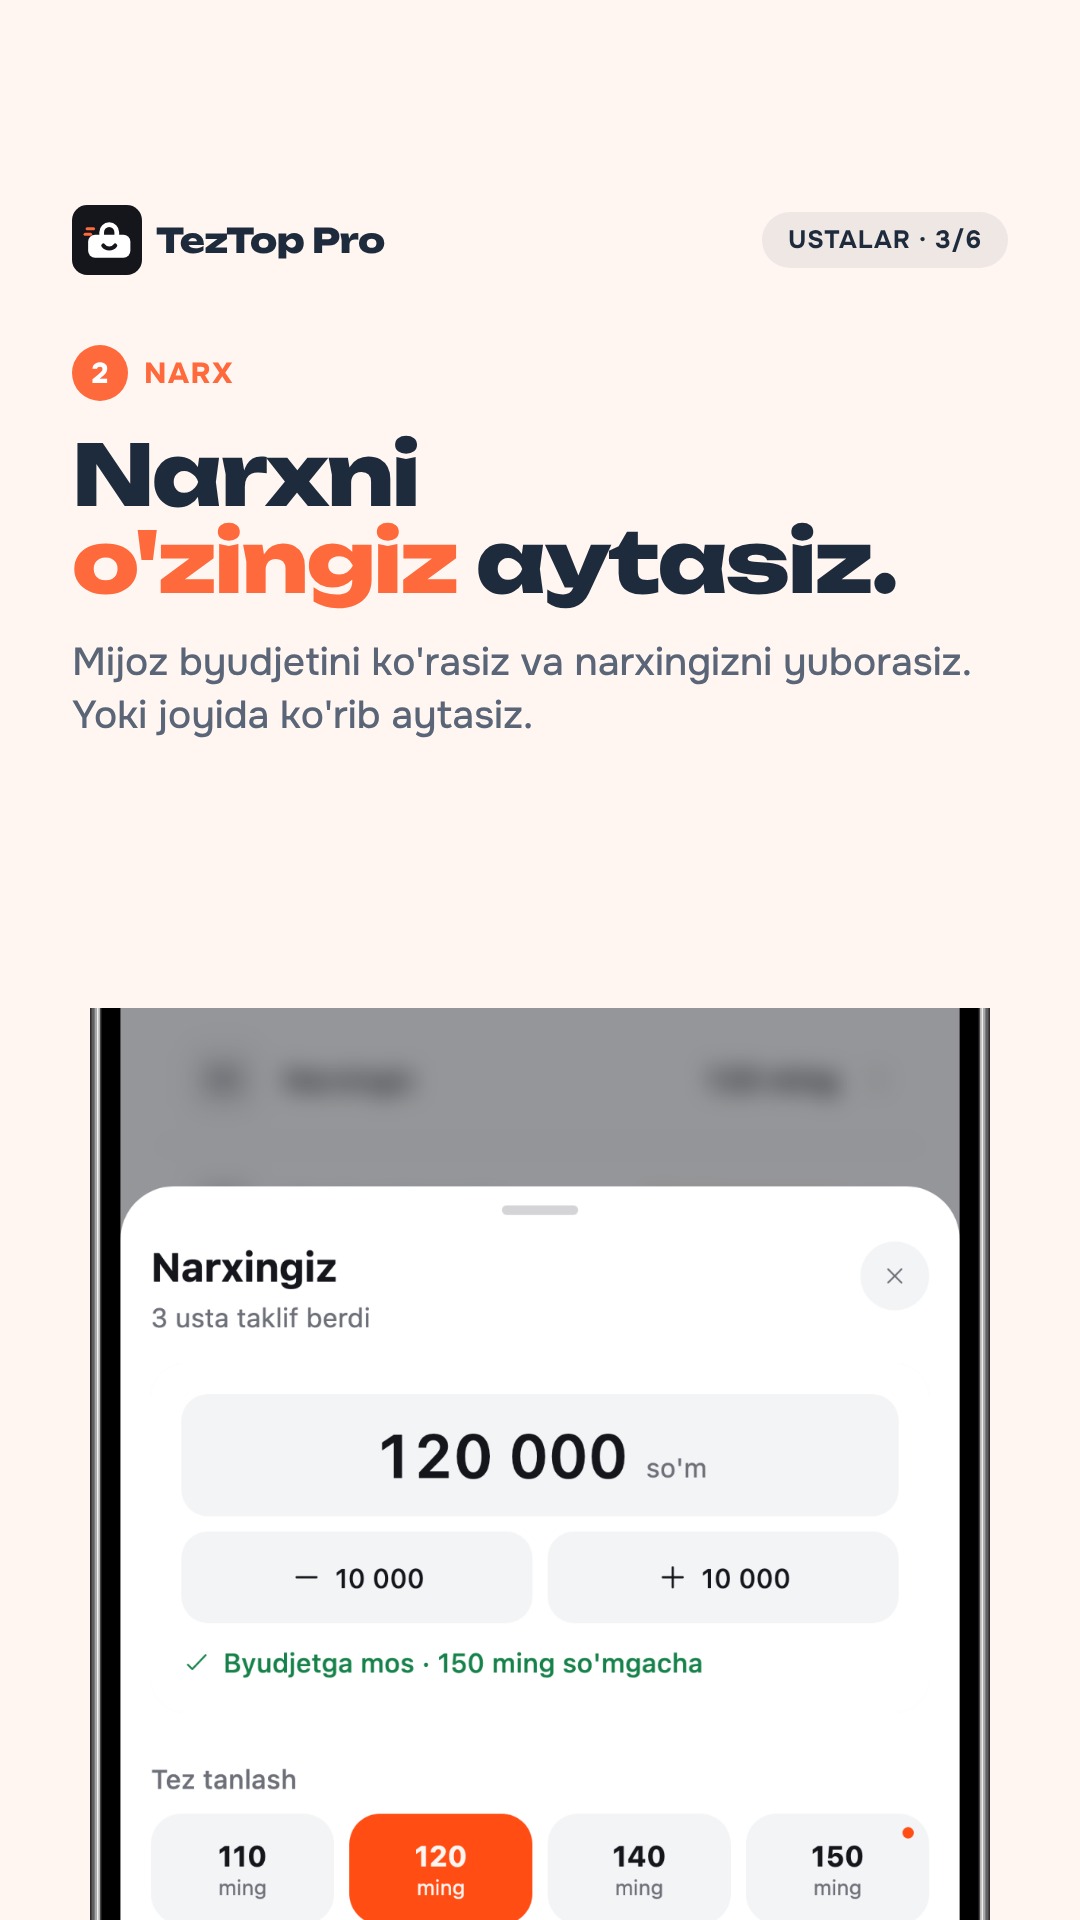 TezTop Pro
USTALAR · 3/6
2 NARX
Narxni
o'zingiz aytasiz.
Mijoz byudjetini ko'rasiz va narxingizni yuborasiz.
Yoki joyida ko'rib aytasiz.
Narxingiz
3 usta taklif berdi
120 000 so'm
− 10 000
+ 10 000
✓ Byudjetga mos · 150 ming so'mgacha
Tez tanlash
110 120 140 150
ming ming ming ming